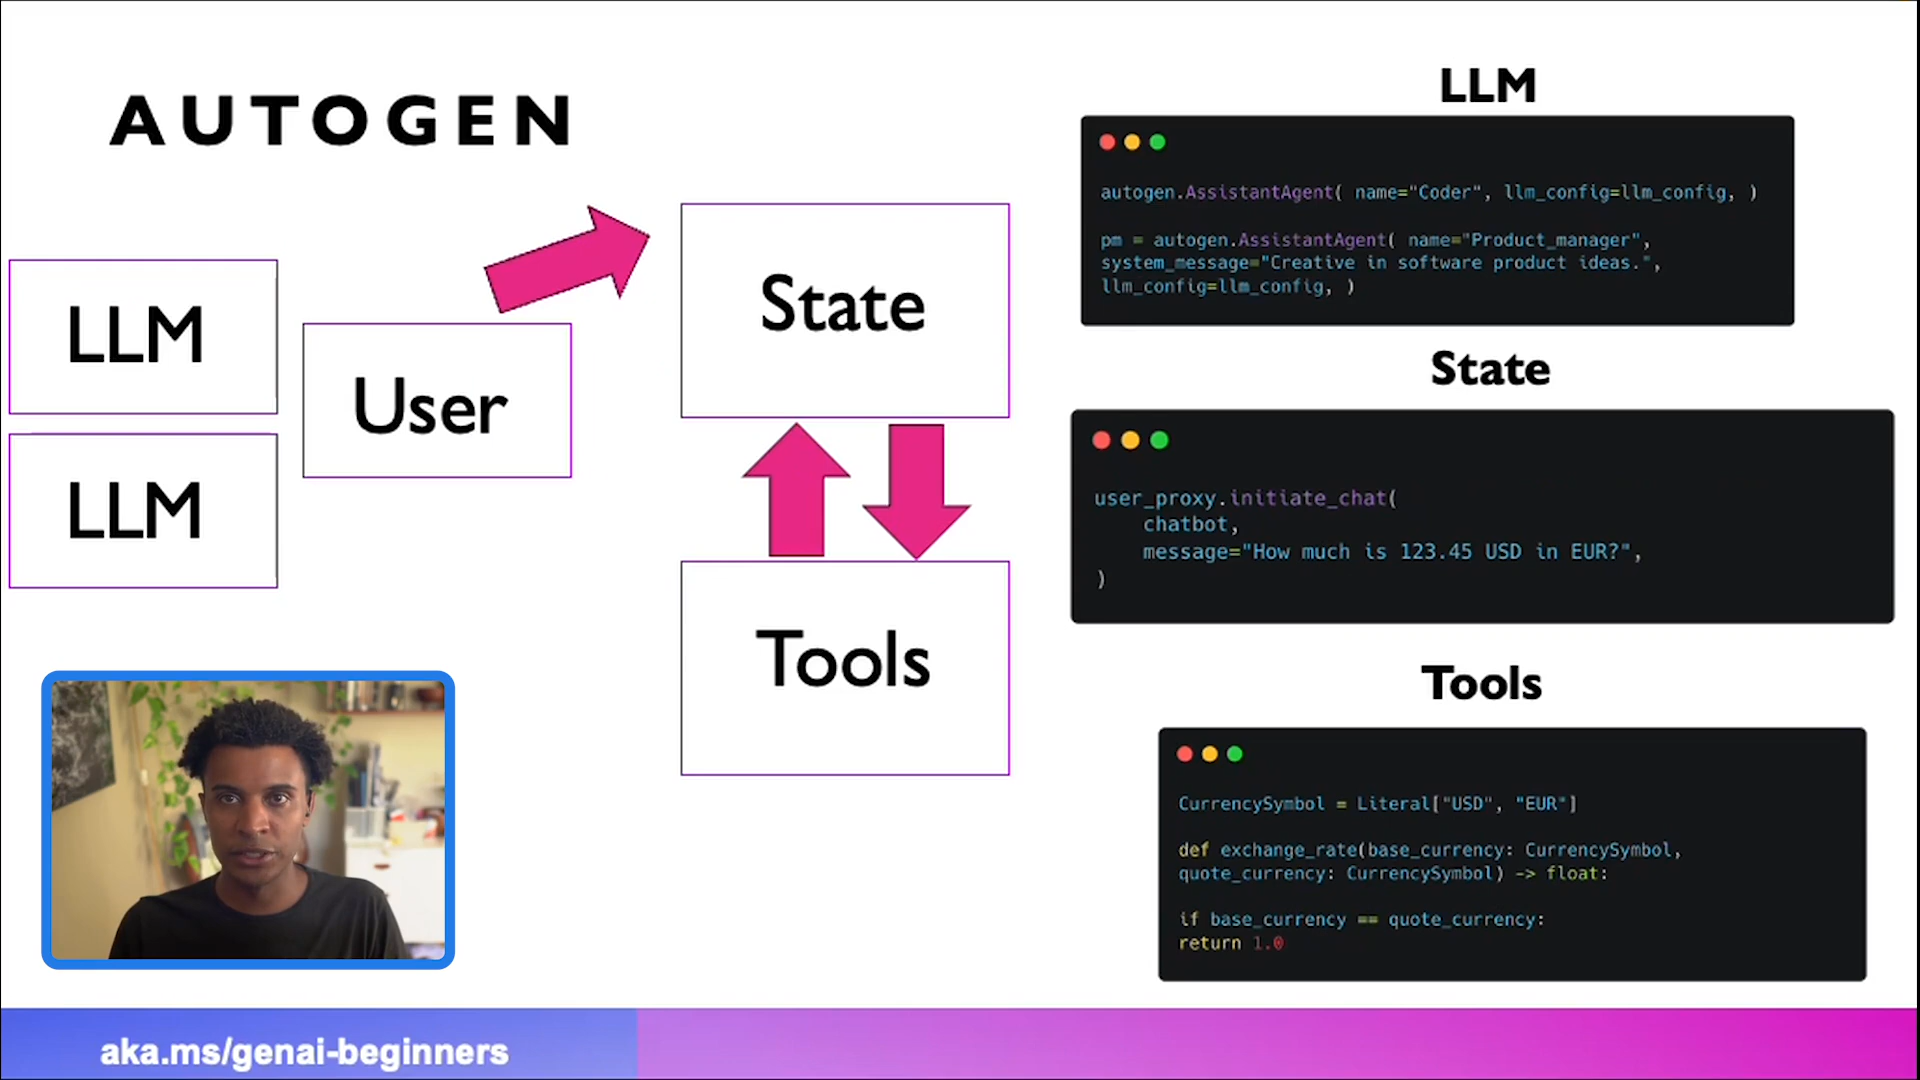 AUTOGEN
LLM
LLM
User
State
Tools
LLM
autogen.AssistantAgent( name="Coder", llm_config=llm_config, )
pm = autogen.AssistantAgent( name="Product_manager",
system_message="Creative in software product ideas.",
llm_config=llm_config, )
State
user_proxy.initiate_chat(
chatbot,
message="How much is 123.45 USD in EUR?",
)
Tools
CurrencySymbol = Literal["USD", "EUR"]
def exchange_rate(base_currency: CurrencySymbol,
quote_currency: CurrencySymbol) -> float:
if base_currency == quote_currency:
return 1.0
aka.ms/genai-beginners